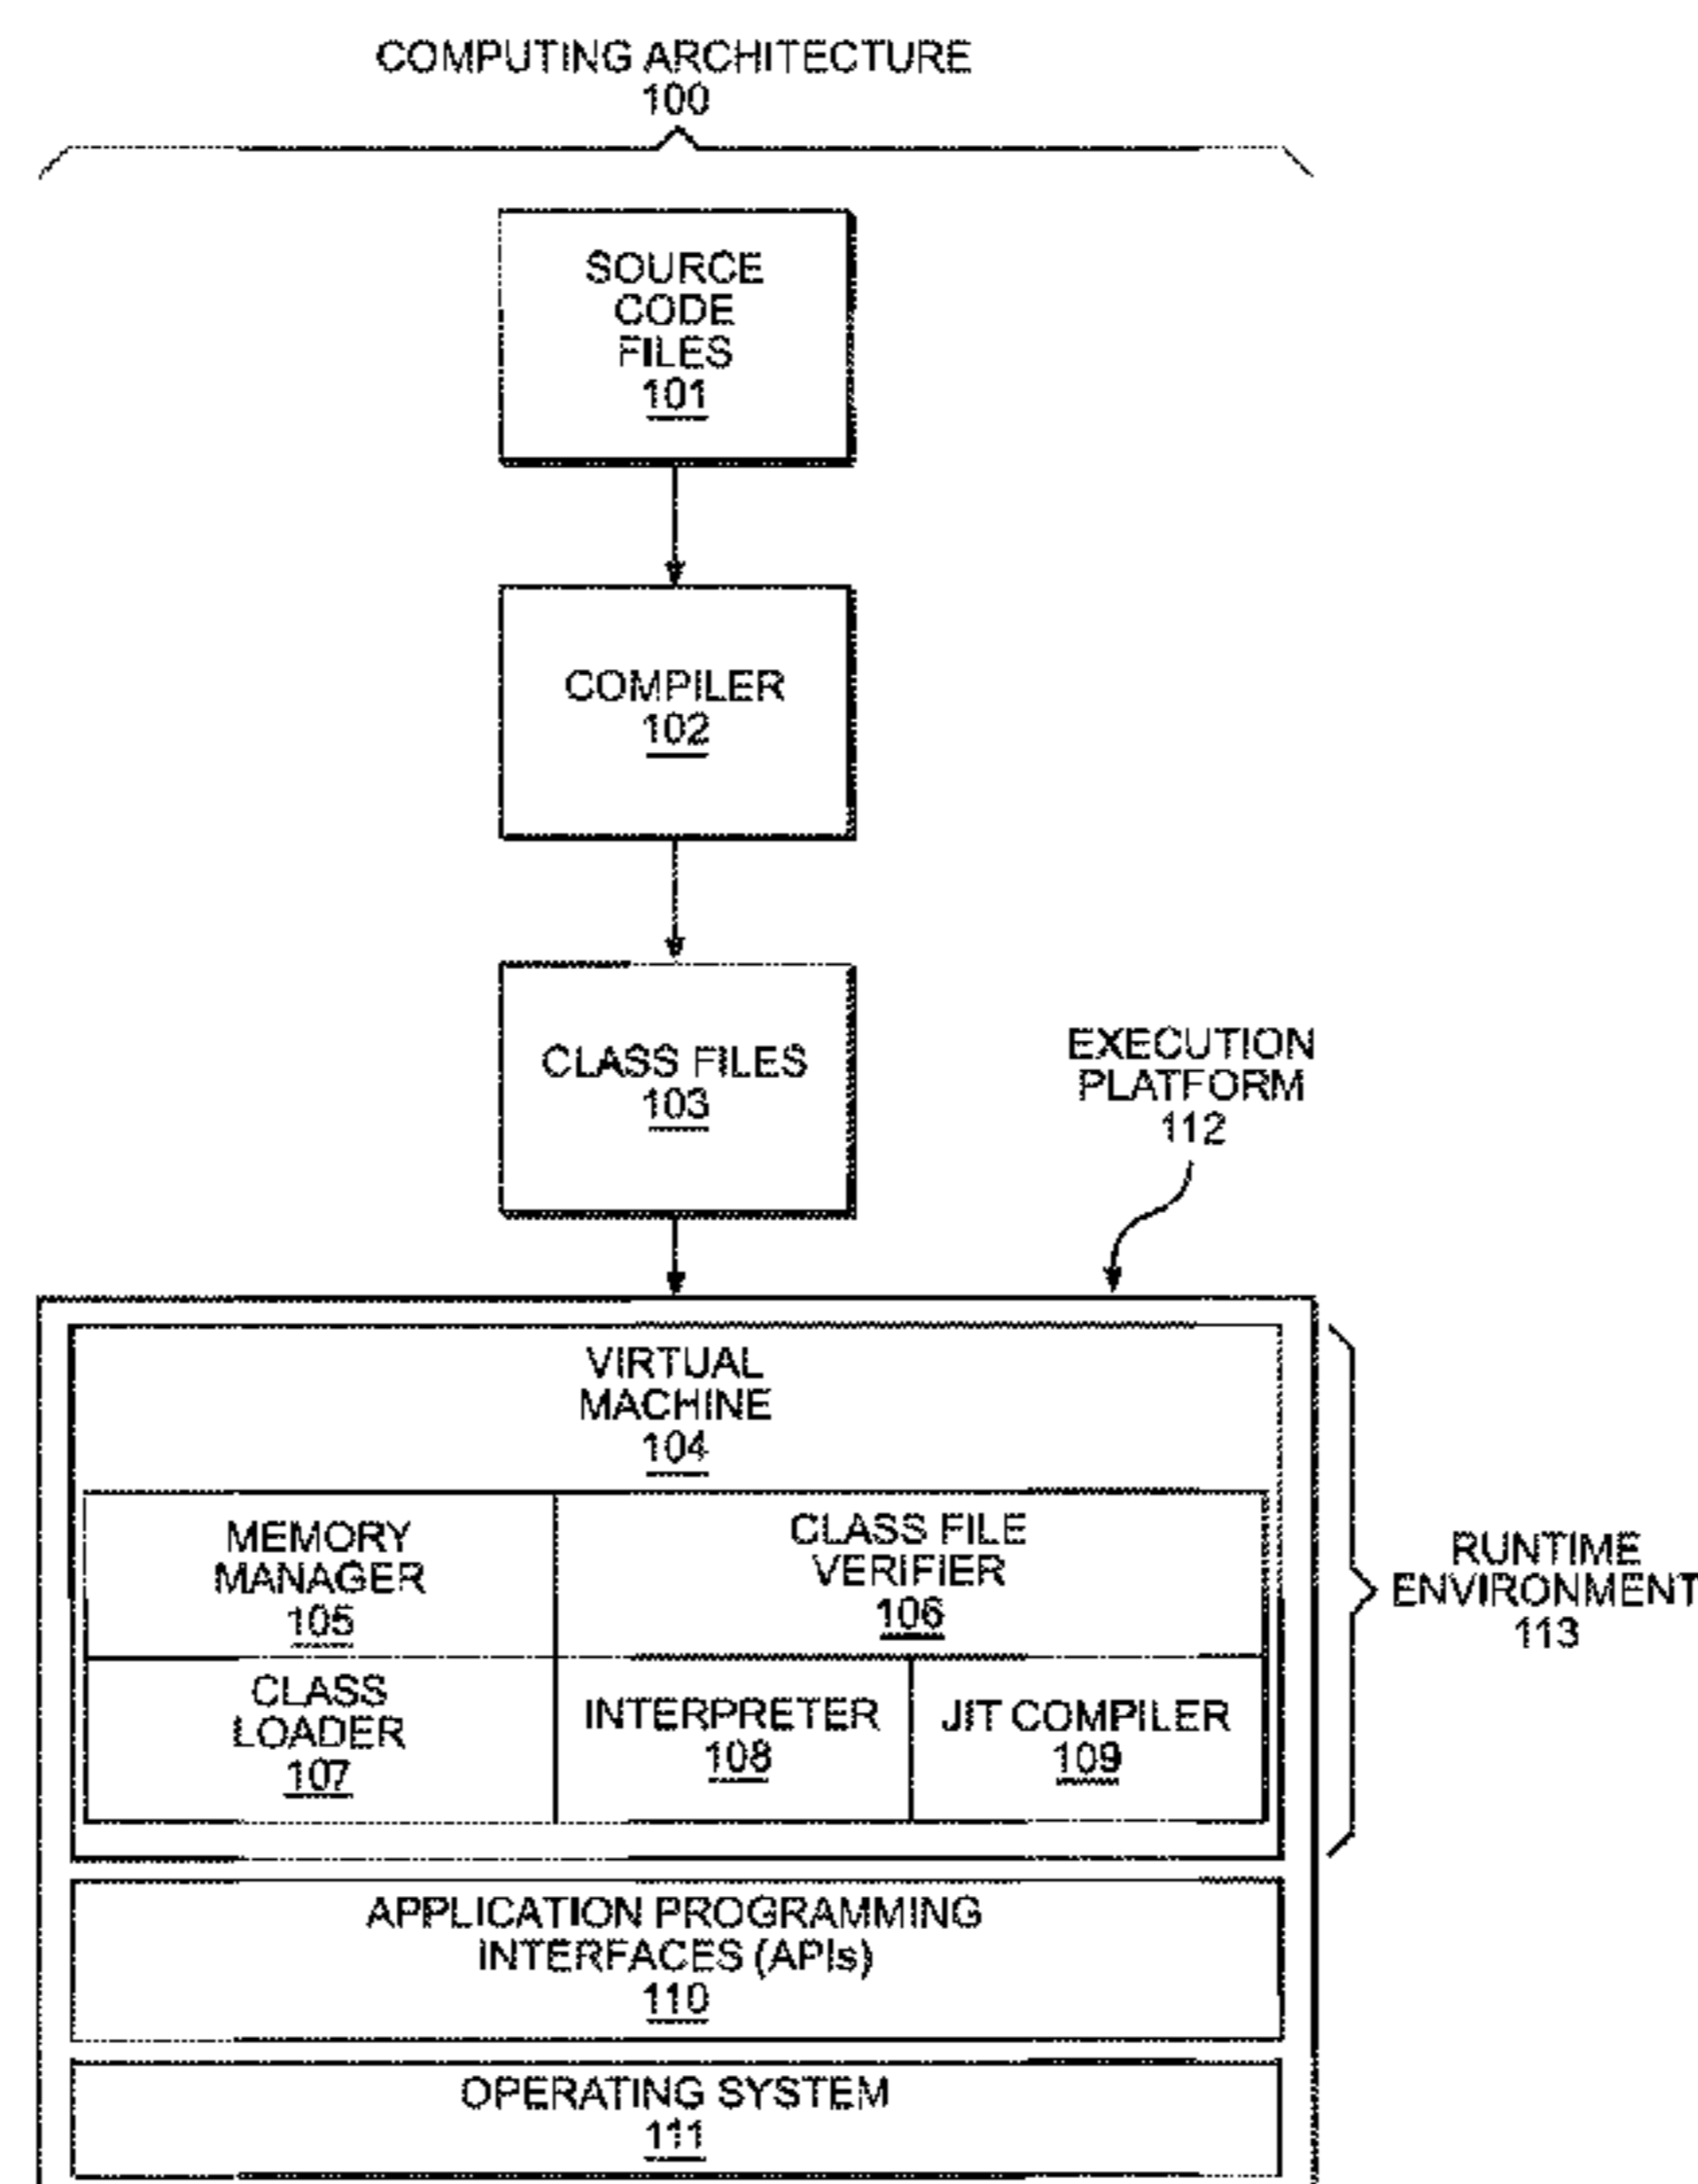 COMPUTING ARCHITECTURE
100
SOURCE
CODE
FILES
101
COMPILER
102
CLASS FILES
103
EXECUTION
PLATFORM
112
VIRTUAL
MACHINE
104
MEMORY
MANAGER
105
CLASS FILE
VERIFIER
106
CLASS
LOADER
107
INTERPRETER
108
JIT COMPILER
109
RUNTIME
ENVIRONMENT
113
APPLICATION PROGRAMMING
INTERFACES (APIs)
110
OPERATING SYSTEM
111